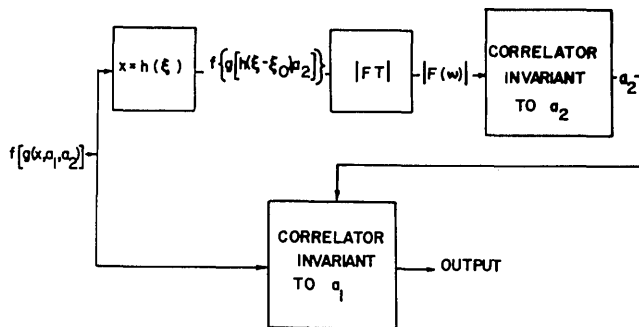 x = h(ξ)
f{g[h(ξ-ξ₀)a₂]}
|FT|
|F(w)|
CORRELATOR
INVARIANT
TO a₂
a₂
f[g(x,a₁,a₂)]
CORRELATOR
INVARIANT
TO a₁
OUTPUT